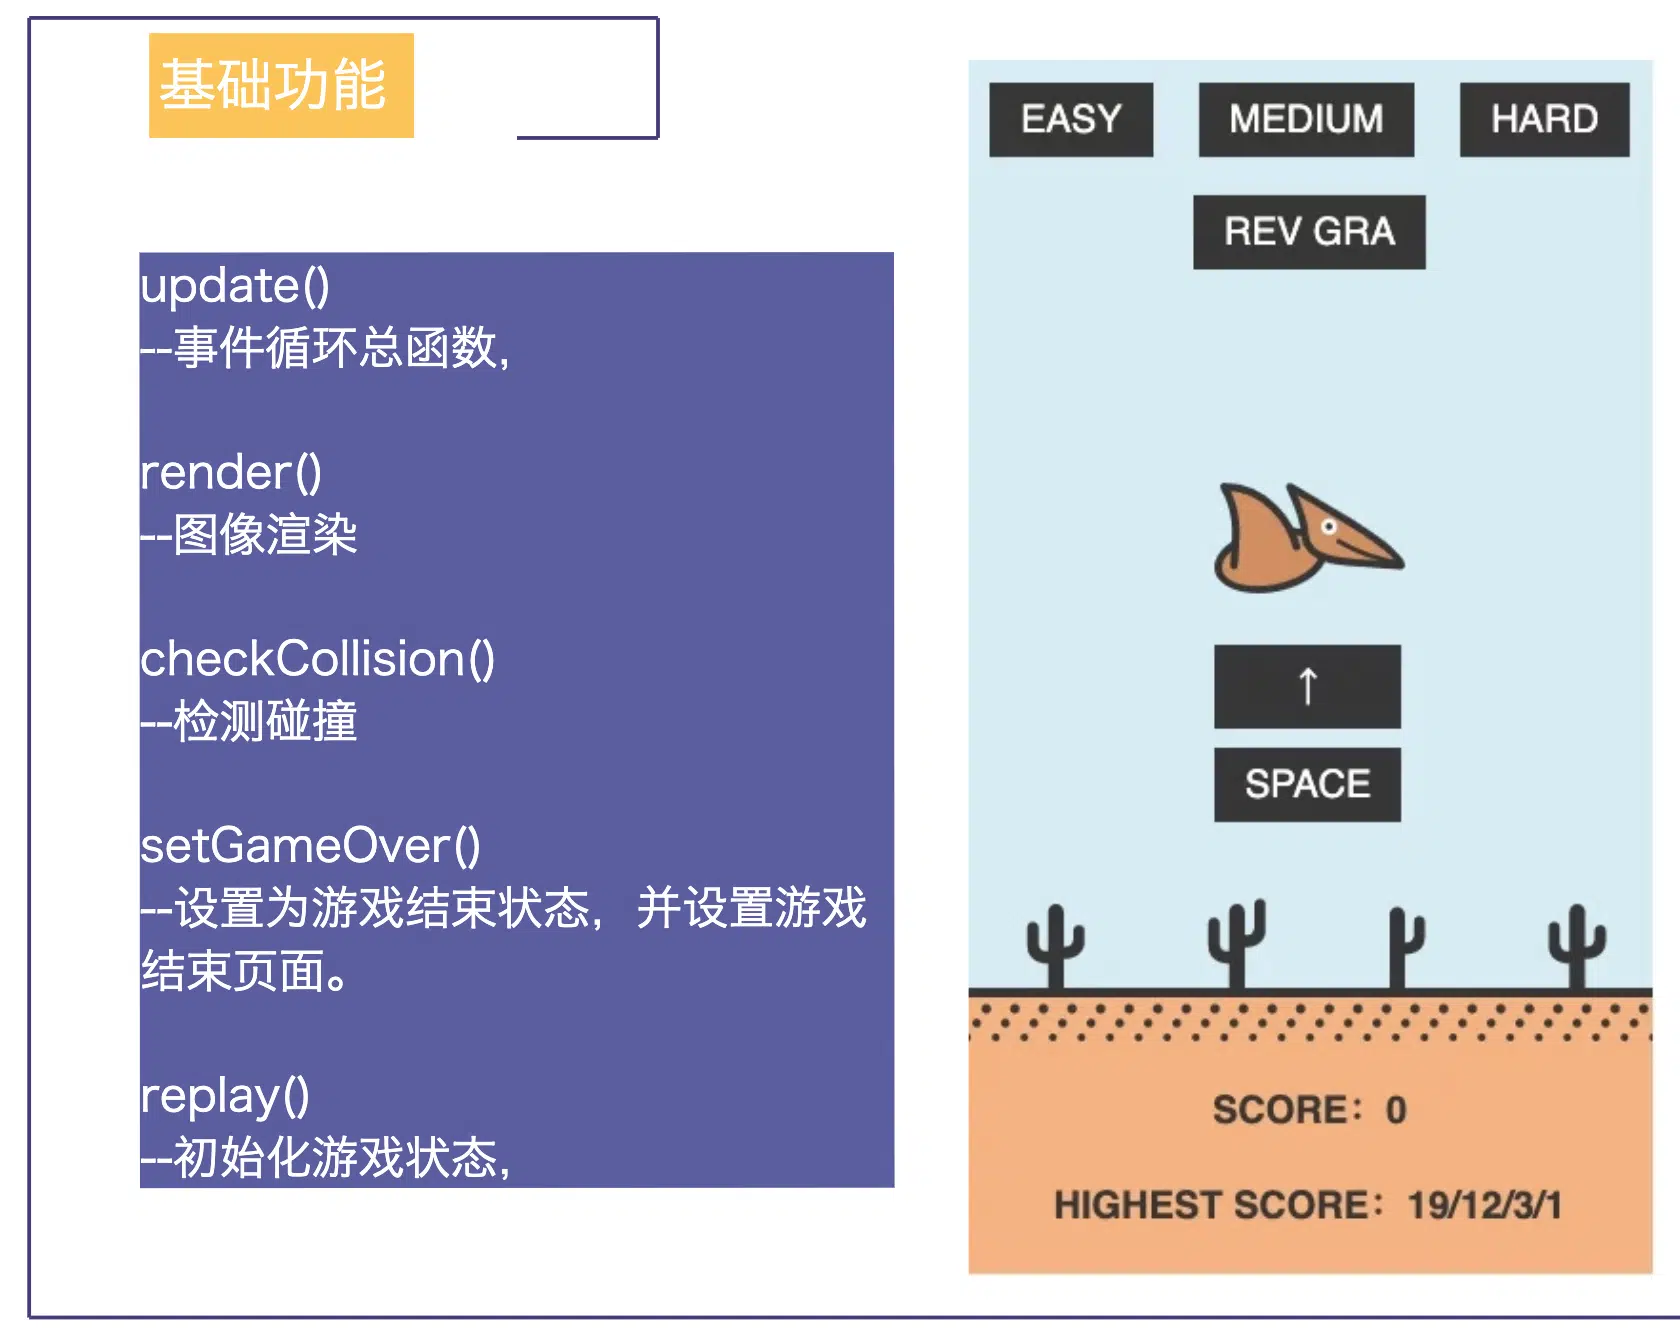 基础功能
update()
--事件循环总函数,
render()
--图像渲染
checkCollision()
--检测碰撞
setGameOver()
--设置为游戏结束状态，并设置游戏
结束页面。
replay()
--初始化游戏状态,
EASY MEDIUM HARD
REV GRA
↑
SPACE
SCORE：0
HIGHEST SCORE：19/12/3/1